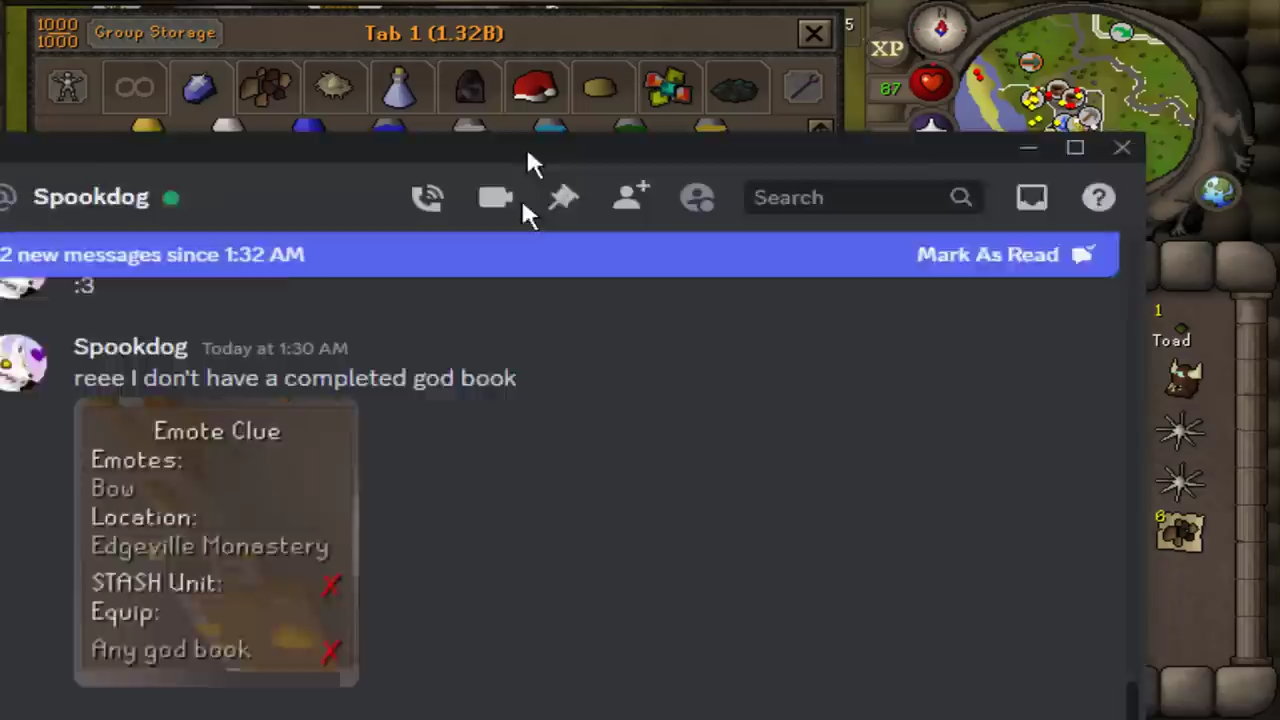 1000
1000
Group Storage
Tab 1 (1.32B)
5
XP
N
87
Spookdog
Search
2 new messages since 1:32 AM
Mark As Read
:3
Spookdog Today at 1:30 AM
reee I don't have a completed god book
Emote Clue
Emotes:
Bow
Location:
Edgeville Monastery
STASH Unit: X
Equip:
Any god book X
1
Toad
6